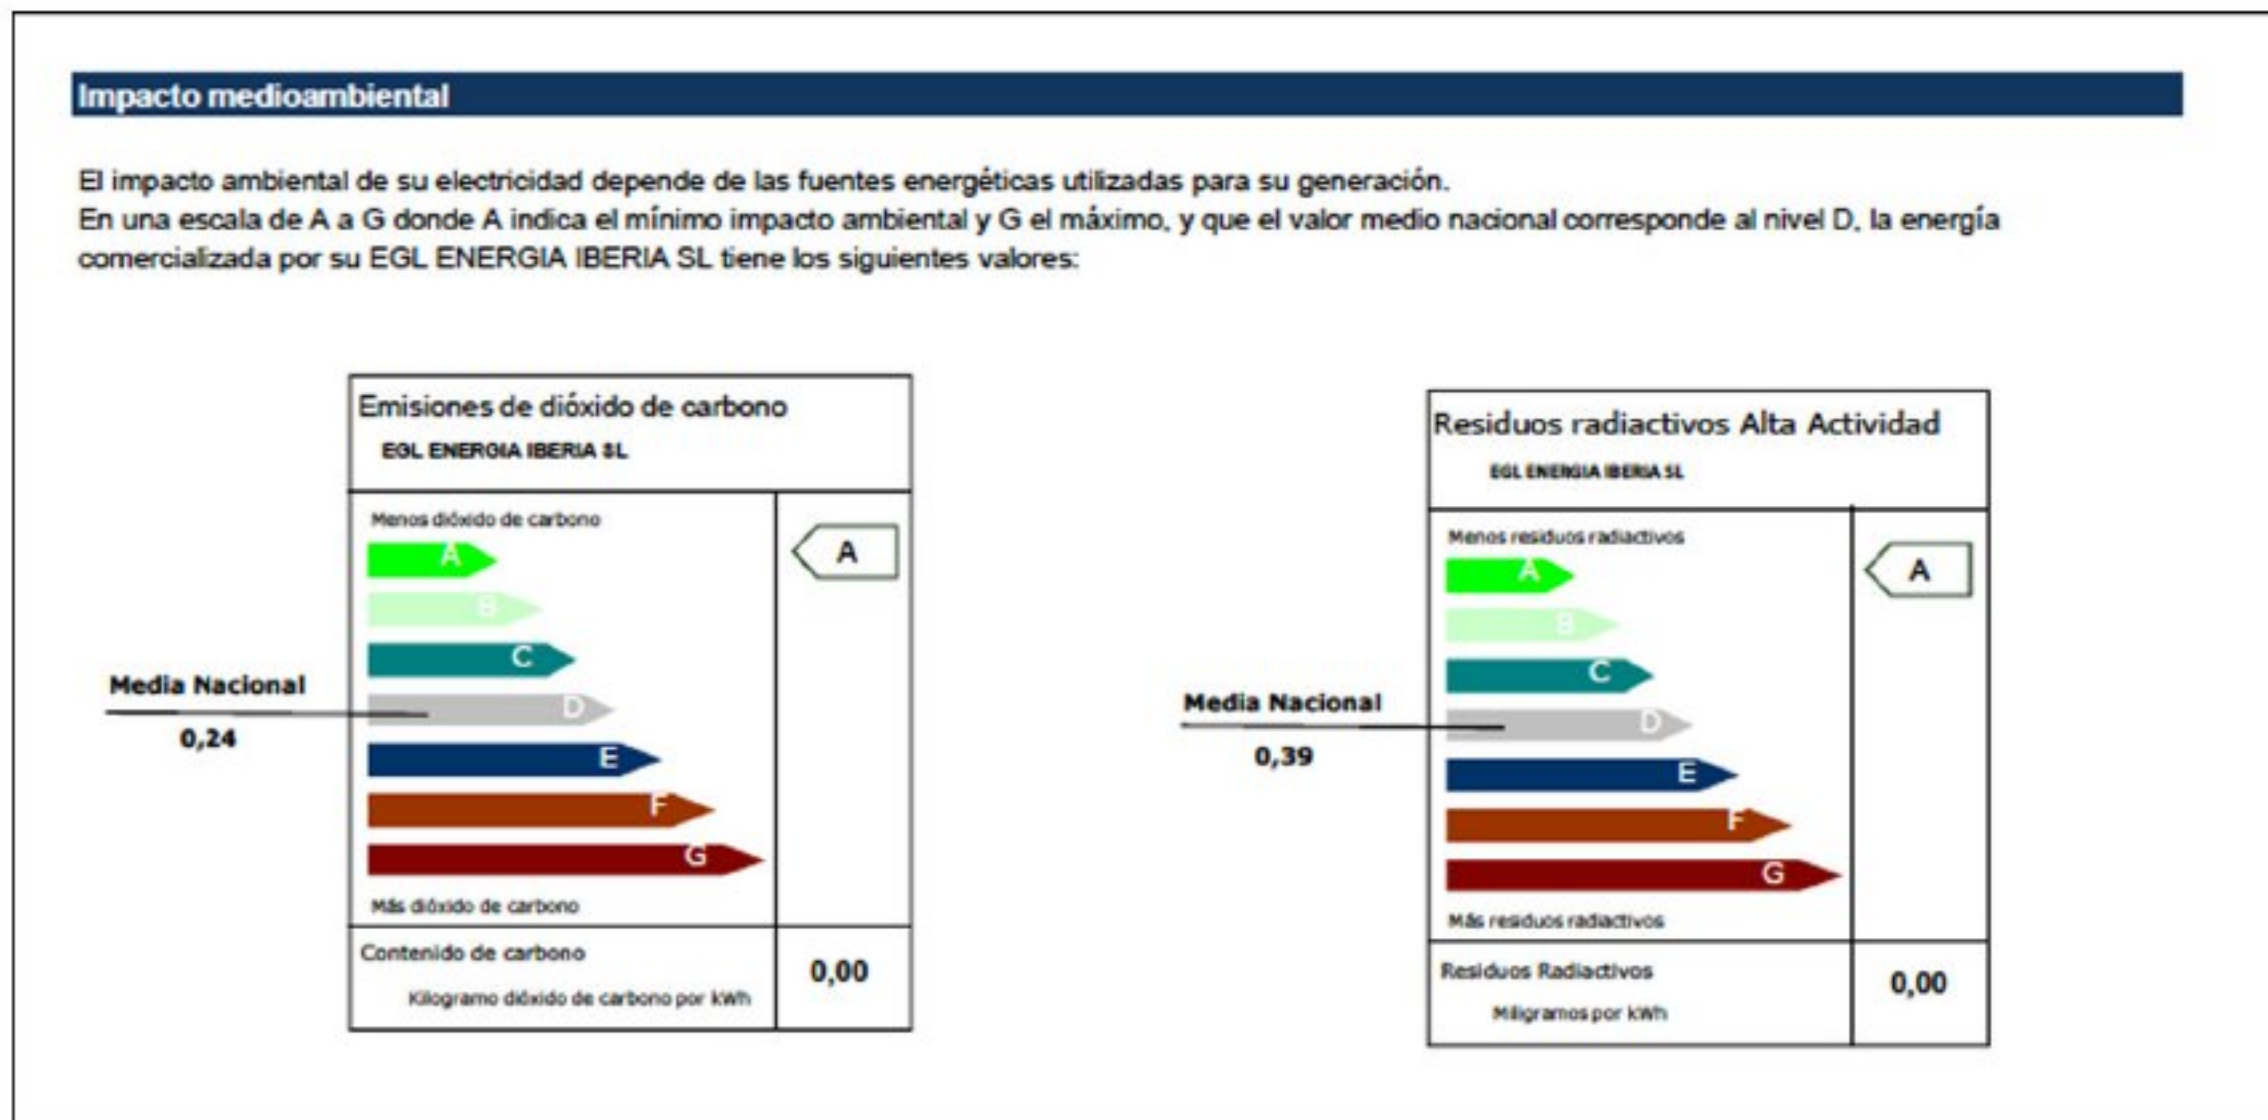 Impacto medioambiental
El impacto ambiental de su electricidad depende de las fuentes energéticas utilizadas para su generación.
En una escala de A a G donde A indica el mínimo impacto ambiental y G el máximo, y que el valor medio nacional corresponde al nivel D, la energía
comercializada por su EGL ENERGIA IBERIA SL tiene los siguientes valores:
Emisiones de dióxido de carbono
EGL ENERGIA IBERIA SL
Menos dióxido de carbono
A
A
B
C
Media Nacional
D
0,24
E
F
G
Más dióxido de carbono
Contenido de carbono
0,00
Kilogramo dióxido de carbono por kWh
Residuos radiactivos Alta Actividad
EGL ENERGIA IBERIA SL
Menos residuos radiactivos
A
A
B
C
Media Nacional
D
0,39
E
F
G
Más residuos radiactivos
Residuos Radiactivos
0,00
Miligramos por kWh